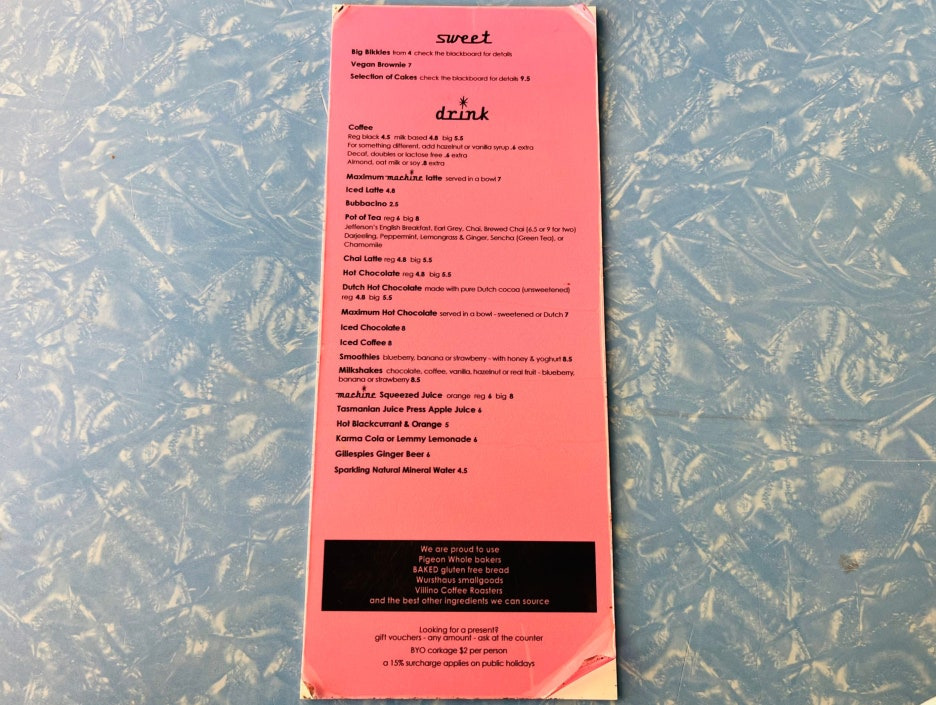 sweet
Big Bikkies from 4 check the blackboard for details
Vegan Brownie 7
Selection of Cakes check the blackboard for details 9.5
drink
Coffee
Reg black 4.5 milk based 4.8 big 5.5
For something different, add hazelnut or vanilla syrup .6 extra
Decaf, doubles or lactose free .6 extra
Almond, oat milk or soy .8 extra
Maximum machine latte served in a bowl 7
Iced Latte 4.8
Bubbacino 2.5
Pot of Tea reg 6 big 8
Jefferson's English Breakfast, Earl Grey, Chai, Brewed Chai (6.5 or 9 for two)
Darjeeling, Peppermint, Lemongrass & Ginger, Sencha (Green Tea), or
Chamomile
Chai Latte reg 4.8 big 5.5
Hot Chocolate reg 4.8 big 5.5
Dutch Hot Chocolate made with pure Dutch cocoa (unsweetened)
reg 4.8 big 5.5
Maximum Hot Chocolate served in a bowl - sweetened or Dutch 7
Iced Chocolate 8
Iced Coffee 8
Smoothies blueberry, banana or strawberry - with honey & yoghurt 8.5
Milkshakes chocolate, coffee, vanilla, hazelnut or real fruit - blueberry,
banana or strawberry 8.5
machine Squeezed Juice orange reg 6 big 8
Tasmanian Juice Press Apple Juice 6
Hot Blackcurrant & Orange 5
Karma Cola or Lemmy Lemonade 6
Gillespies Ginger Beer 6
Sparkling Natural Mineral Water 4.5
We are proud to use
Pigeon Whole bakers
BAKED gluten free bread
Wursthaus smallgoods
Villino Coffee Roasters
and the best other ingredients we can source
Looking for a present?
gift vouchers - any amount - ask at the counter
BYO corkage $2 per person
a 15% surcharge applies on public holidays